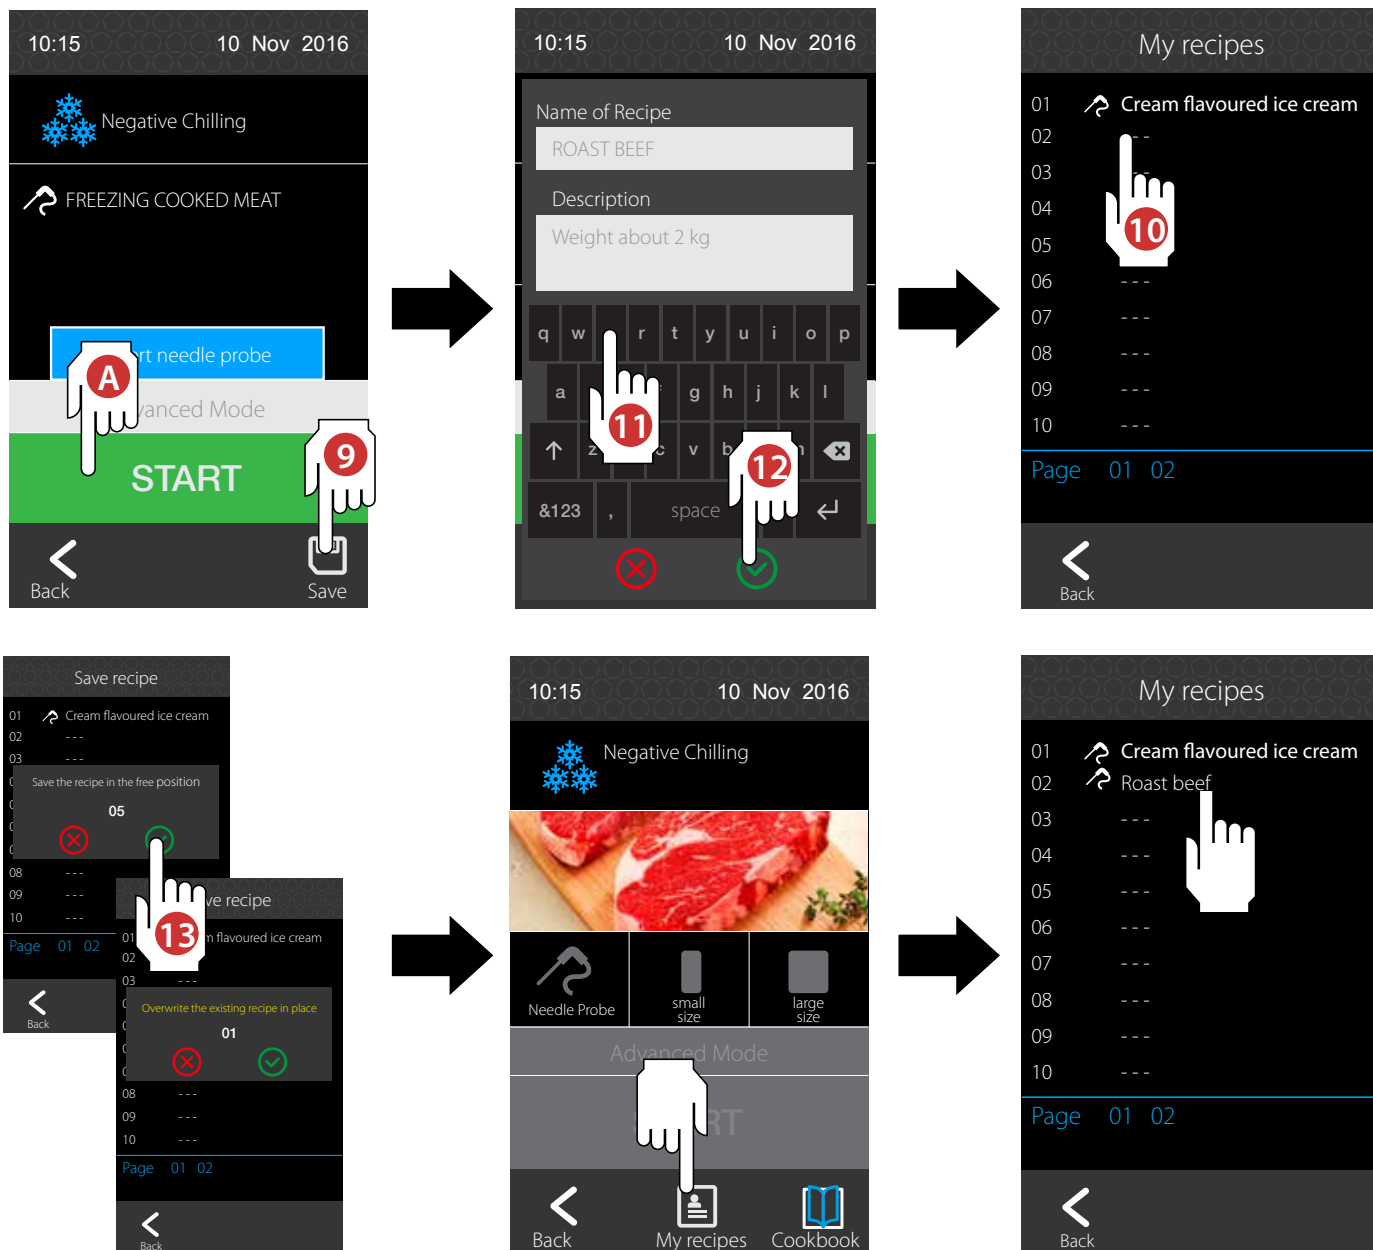 10:15 10 Nov 2016
Negative Chilling
FREEZING COOKED MEAT
rt needle probe
A
vanced Mode
9
START
Back Save
10:15 10 Nov 2016
Name of Recipe
ROAST BEEF
Description
Weight about 2 kg
q w r t y u i o p
a g h j k l
11
z c v b
12
&123 , space
My recipes
01 Cream flavoured ice cream
02 - -
03
04
10
05
06 - - -
07 - - -
08 - - -
09 - - -
10 - - -
Page 01 02
Back
Save recipe
01 Cream flavoured ice cream
02 - - -
03 - - -
Save the recipe in the free position
05
08 - - -
09 - - -
10 - - -
Page 01 02
Back
13
ve recipe
01 m flavoured ice cream
02
03 - - -
Overwrite the existing recipe in place
01
08 - - -
09 - - -
10 - - -
Page 01 02
Back
10:15 10 Nov 2016
Negative Chilling
Needle Probe
small
size
large
size
Advanced Mode
RT
Back My recipes Cookbook
My recipes
01 Cream flavoured ice cream
02 Roast beef
03 - - -
04 - - -
05 - - -
06 - - -
07 - - -
08 - - -
09 - - -
10 - - -
Page 01 02
Back